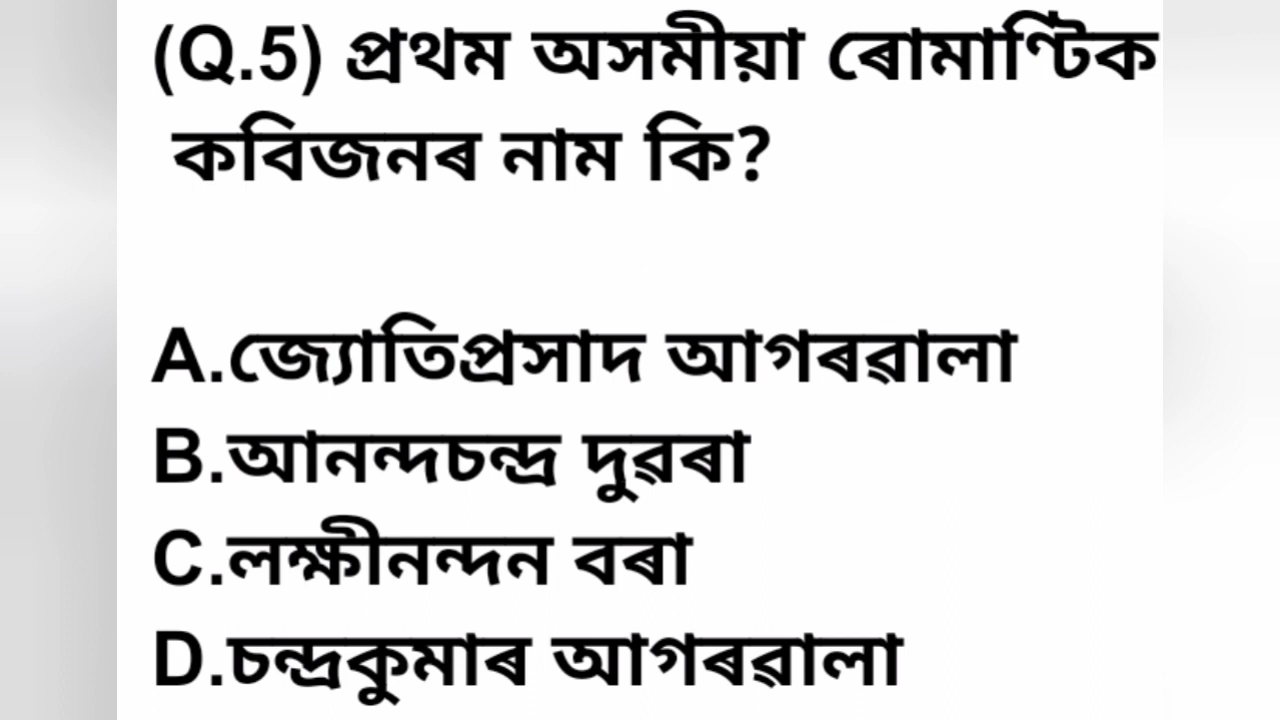 (Q.5) প্ৰথম অসমীয়া ৰোমাণ্টিক
কবিজনৰ নাম কি?
A.জ্যোতিপ্ৰসাদ আগৰৱালা
B.আনন্দচন্দ্ৰ দুৱৰা
C.লক্ষীনন্দন বৰা
D.চন্দ্ৰকুমাৰ আগৰৱালা